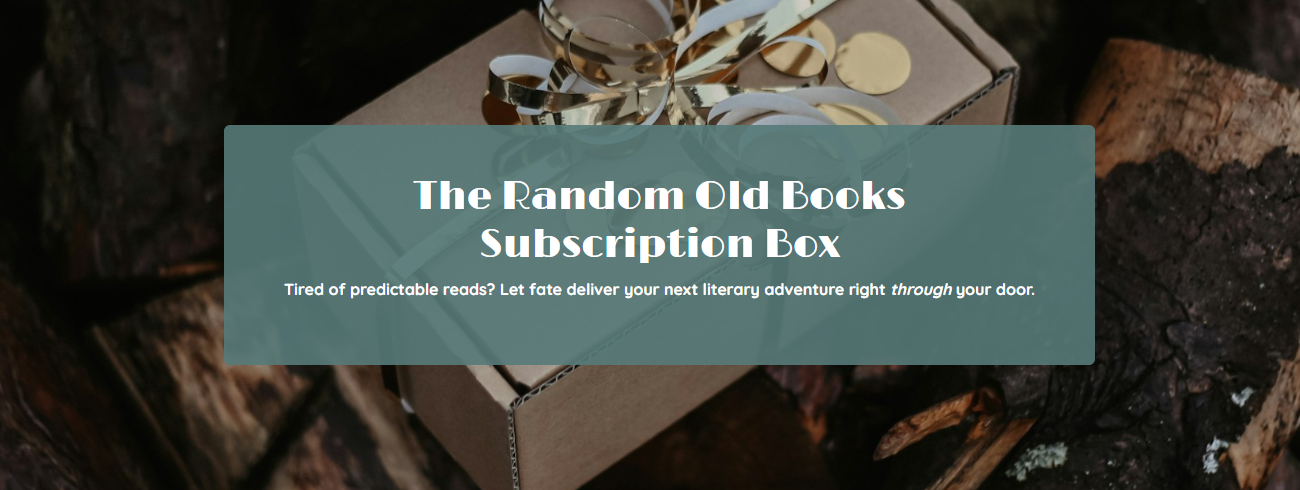 The Random Old Books
Subscription Box
Tired of predictable reads? Let fate deliver your next literary adventure right through your door.